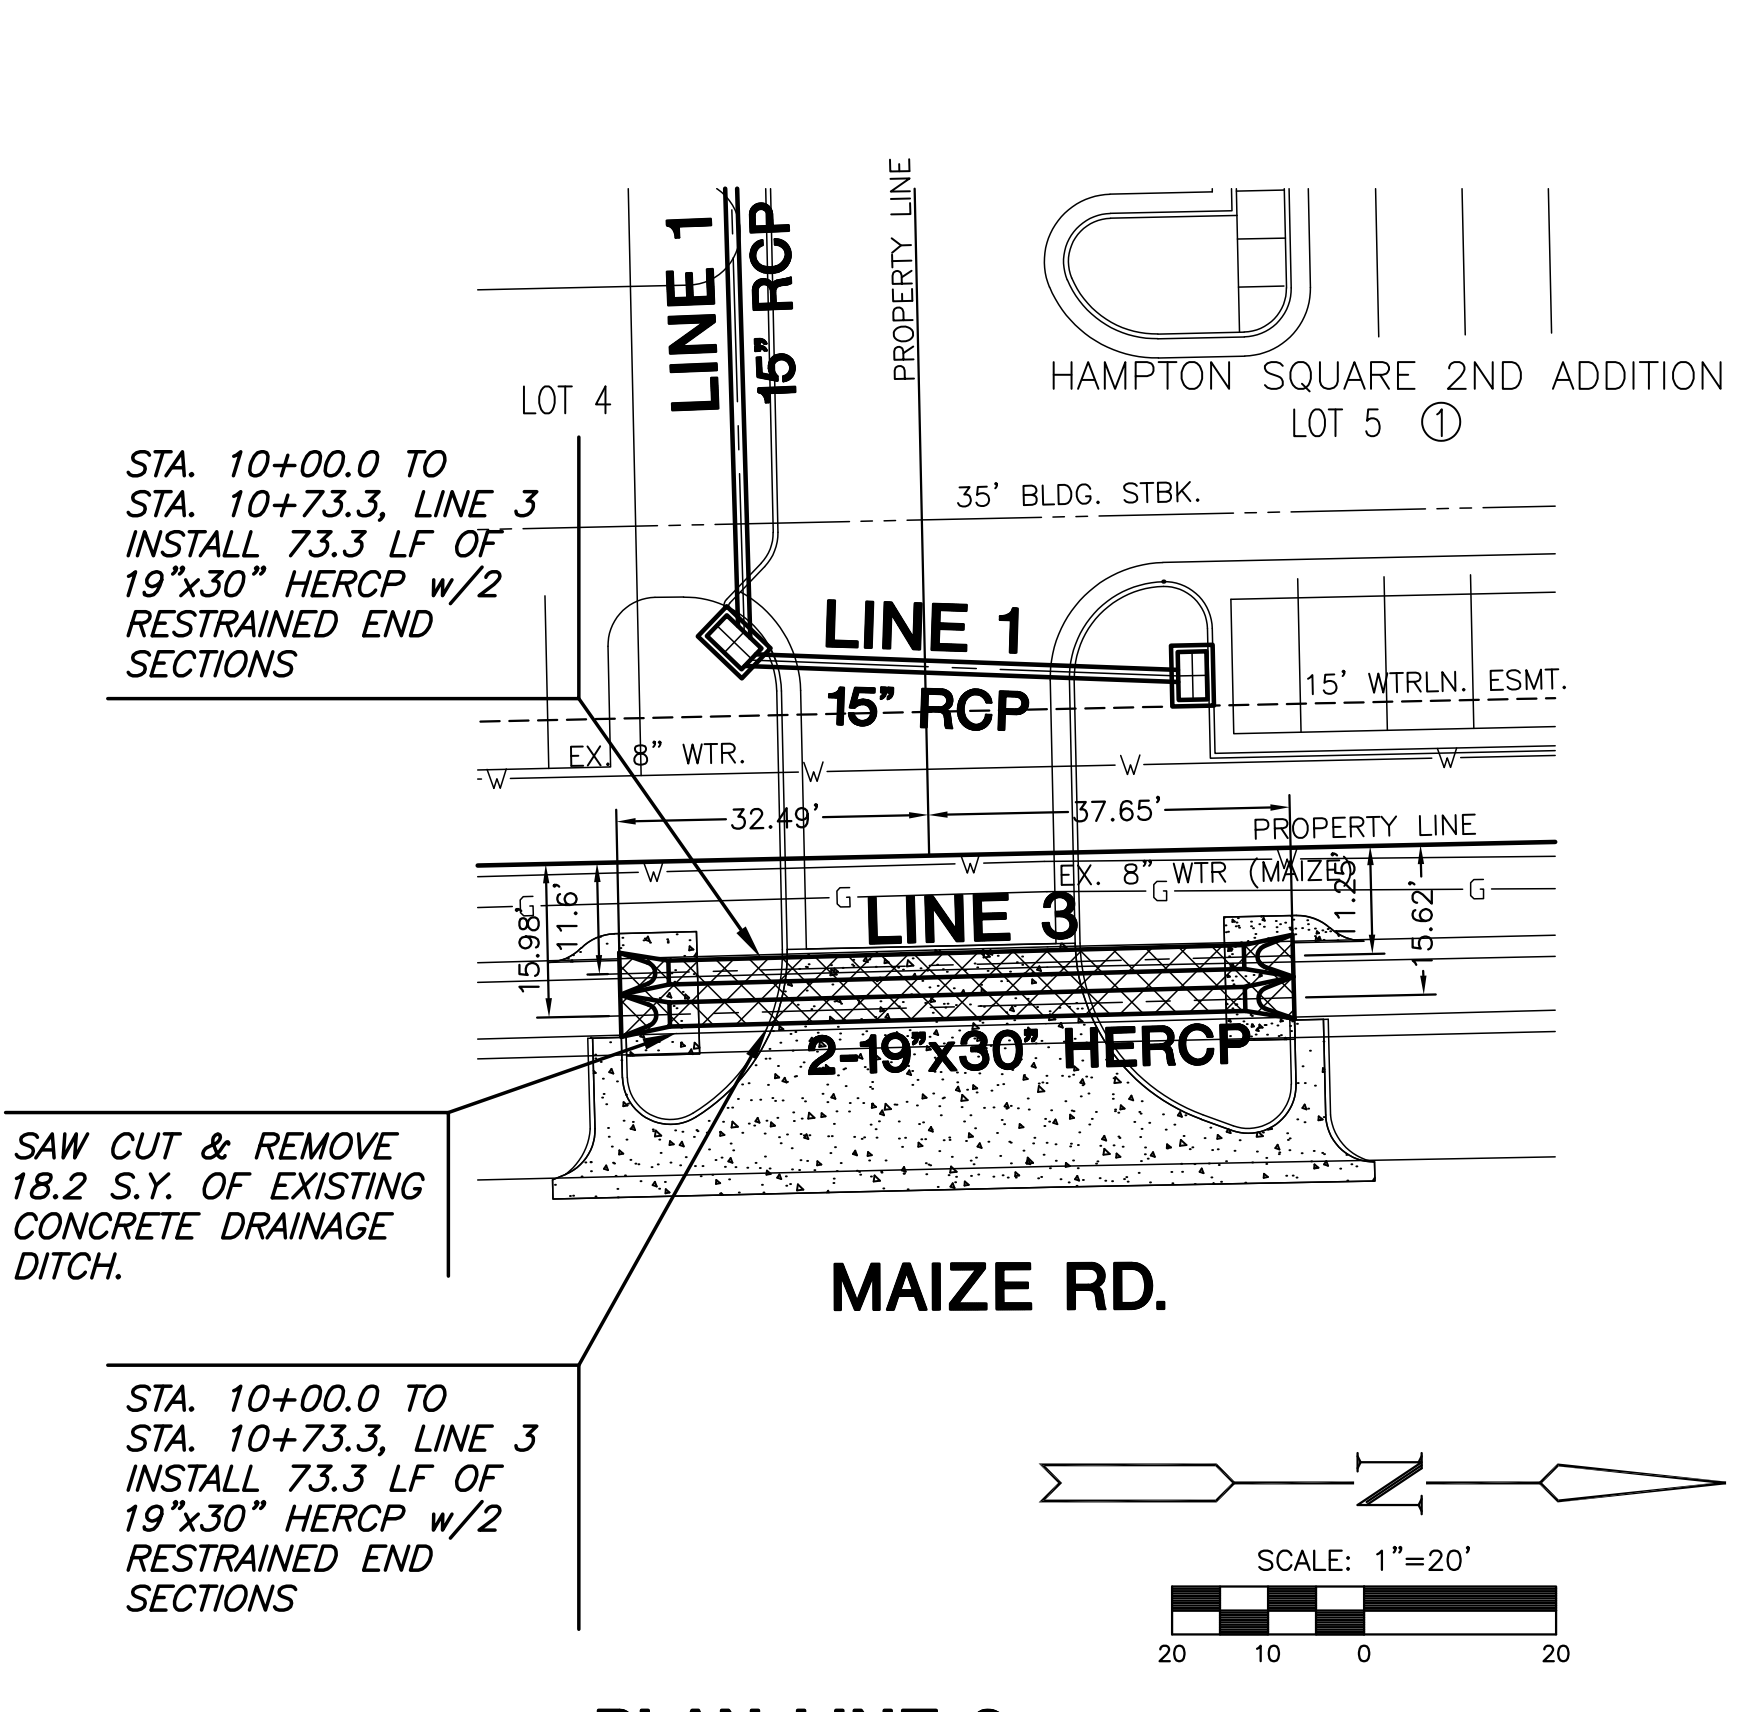 PROPERTY LINE
LINE 1
15" RCP
HAMPTON SQUARE 2ND ADDITION
LOT 5 1
LOT 4
STA. 10+00.0 TO
STA. 10+73.3, LINE 3
INSTALL 73.3 LF OF
19"x30" HERCP w/2
RESTRAINED END
SECTIONS
35' BLDG. STBK.
LINE 1
15" RCP
15' WTRLN. ESMT.
EX. 8" WTR.
W W W W
32.49' 37.65'
PROPERTY LINE
W W W
EX. 8" WTR (MAIZE)
G G G G
15.98'
11.6'
11.25'
15.62'
LINE 3
2-19"x30" HERCP
SAW CUT & REMOVE
18.2 S.Y. OF EXISTING
CONCRETE DRAINAGE
DITCH.
MAIZE RD.
STA. 10+00.0 TO
STA. 10+73.3, LINE 3
INSTALL 73.3 LF OF
19"x30" HERCP w/2
RESTRAINED END
SECTIONS
N
SCALE: 1"=20'
20 10 0 20